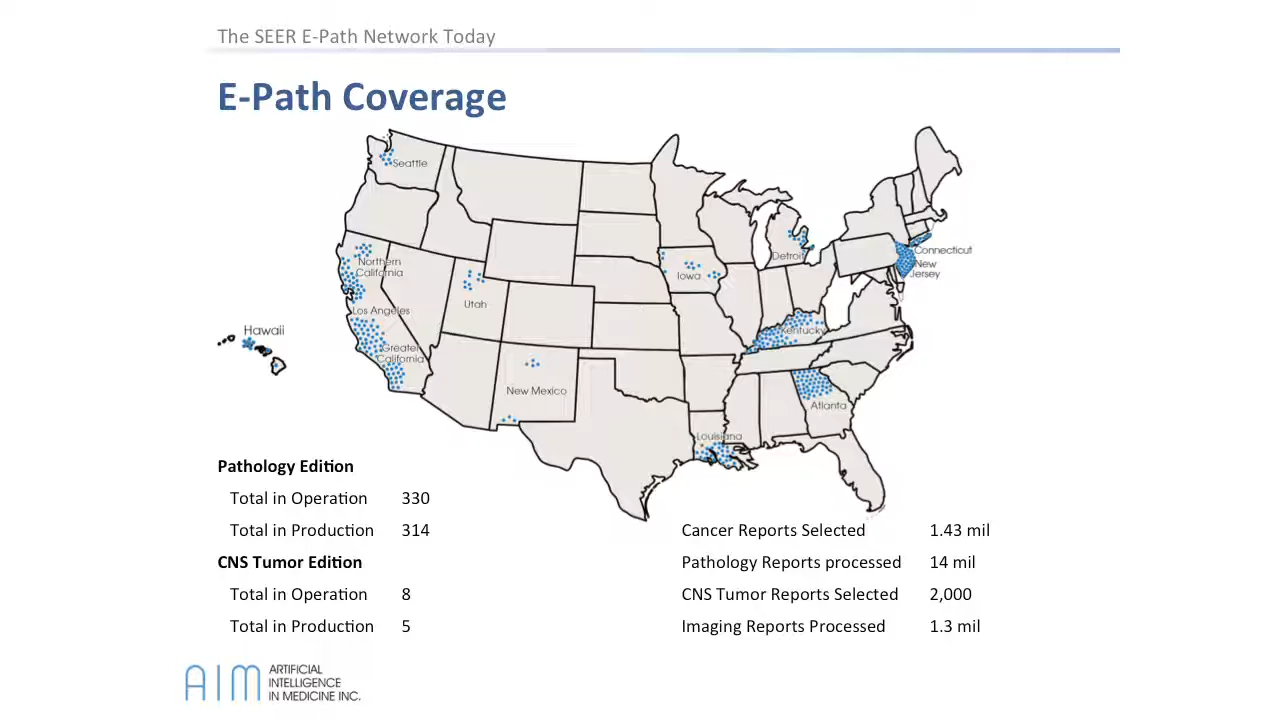 The SEER E-Path Network Today
E-Path Coverage
Seattle
Northern
California
Los Angeles
Greater
California
Hawaii
Utah
New Mexico
Iowa
Detroit
Kentucky
Atlanta
Louisiana
Connecticut
New
Jersey
Pathology Edition
Total in Operation 330
Total in Production 314
CNS Tumor Edition
Total in Operation 8
Total in Production 5
Cancer Reports Selected 1.43 mil
Pathology Reports processed 14 mil
CNS Tumor Reports Selected 2,000
Imaging Reports Processed 1.3 mil
AIM
ARTIFICIAL
INTELLIGENCE
IN MEDICINE INC.